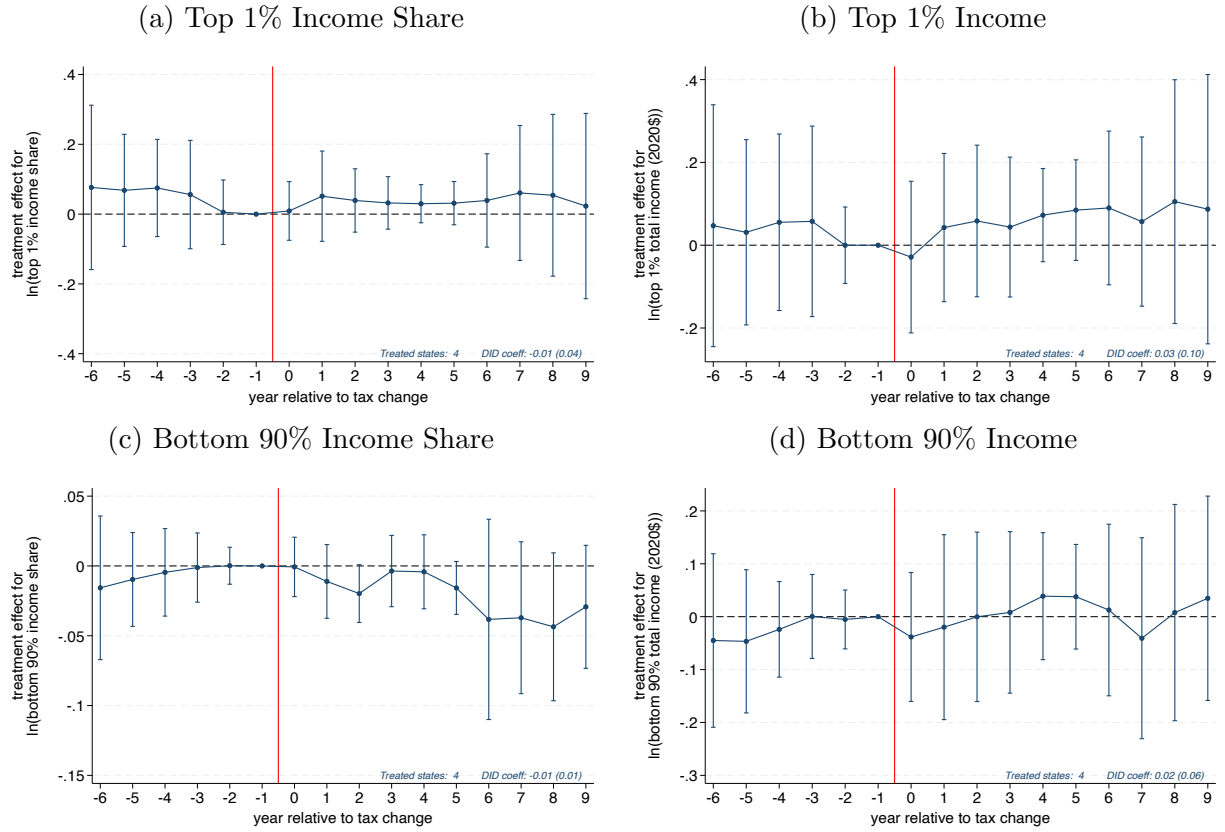 (a) Top 1% Income Share
treatment effect for
ln(top 1% income share)
.4
.2
0
-.2
-.4
Treated states: 4 DID coeff: -0.01 (0.04)
-6 -5 -4 -3 -2 -1 0 1 2 3 4 5 6 7 8 9
year relative to tax change
(b) Top 1% Income
treatment effect for
ln(top 1% total income (2020$))
.4
.2
0
-.2
Treated states: 4 DID coeff: 0.03 (0.10)
-6 -5 -4 -3 -2 -1 0 1 2 3 4 5 6 7 8 9
year relative to tax change
(c) Bottom 90% Income Share
treatment effect for
ln(bottom 90% income share)
.05
0
-.05
-.1
-.15
Treated states: 4 DID coeff: -0.01 (0.01)
-6 -5 -4 -3 -2 -1 0 1 2 3 4 5 6 7 8 9
year relative to tax change
(d) Bottom 90% Income
treatment effect for
ln(bottom 90% total income (2020$))
.2
.1
0
-.1
-.2
-.3
Treated states: 4 DID coeff: 0.02 (0.06)
-6 -5 -4 -3 -2 -1 0 1 2 3 4 5 6 7 8 9
year relative to tax change